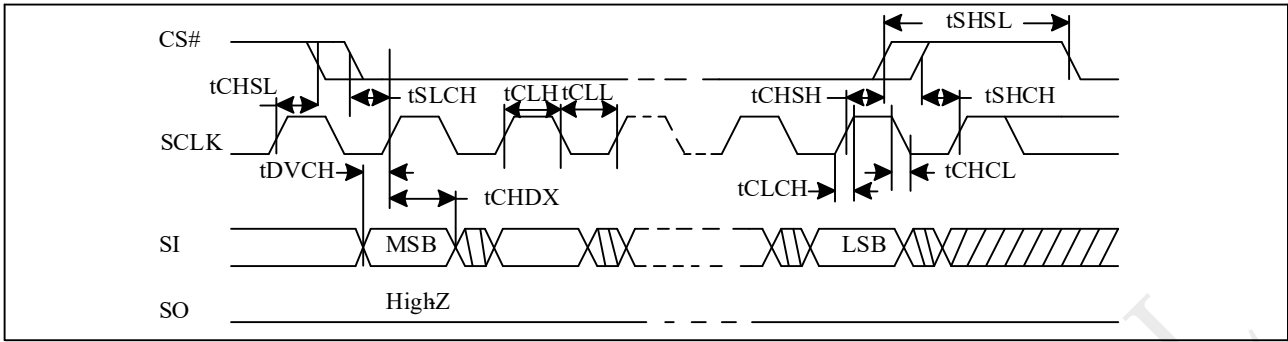 tSHSL
CS#
tCHSL
tSLCH
tCLH
tCLL
tCHSH
tSHCH
SCLK
tDVCH
tCHDX
tCLCH
tCHCL
SI
MSB
LSB
SO
High-Z